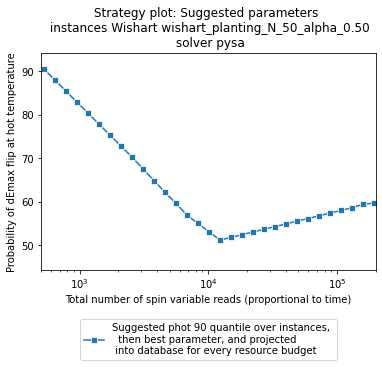 Strategy plot: Suggested parameters
instances Wishart wishart_planting_N_50_alpha_0.50
solver pysa
Probability of dEmax flip at hot temperature
90
80
70
60
50
10³
10⁴
10⁵
Total number of spin variable reads (proportional to time)
Suggested phot 90 quantile over instances,
then best parameter, and projected
into database for every resource budget